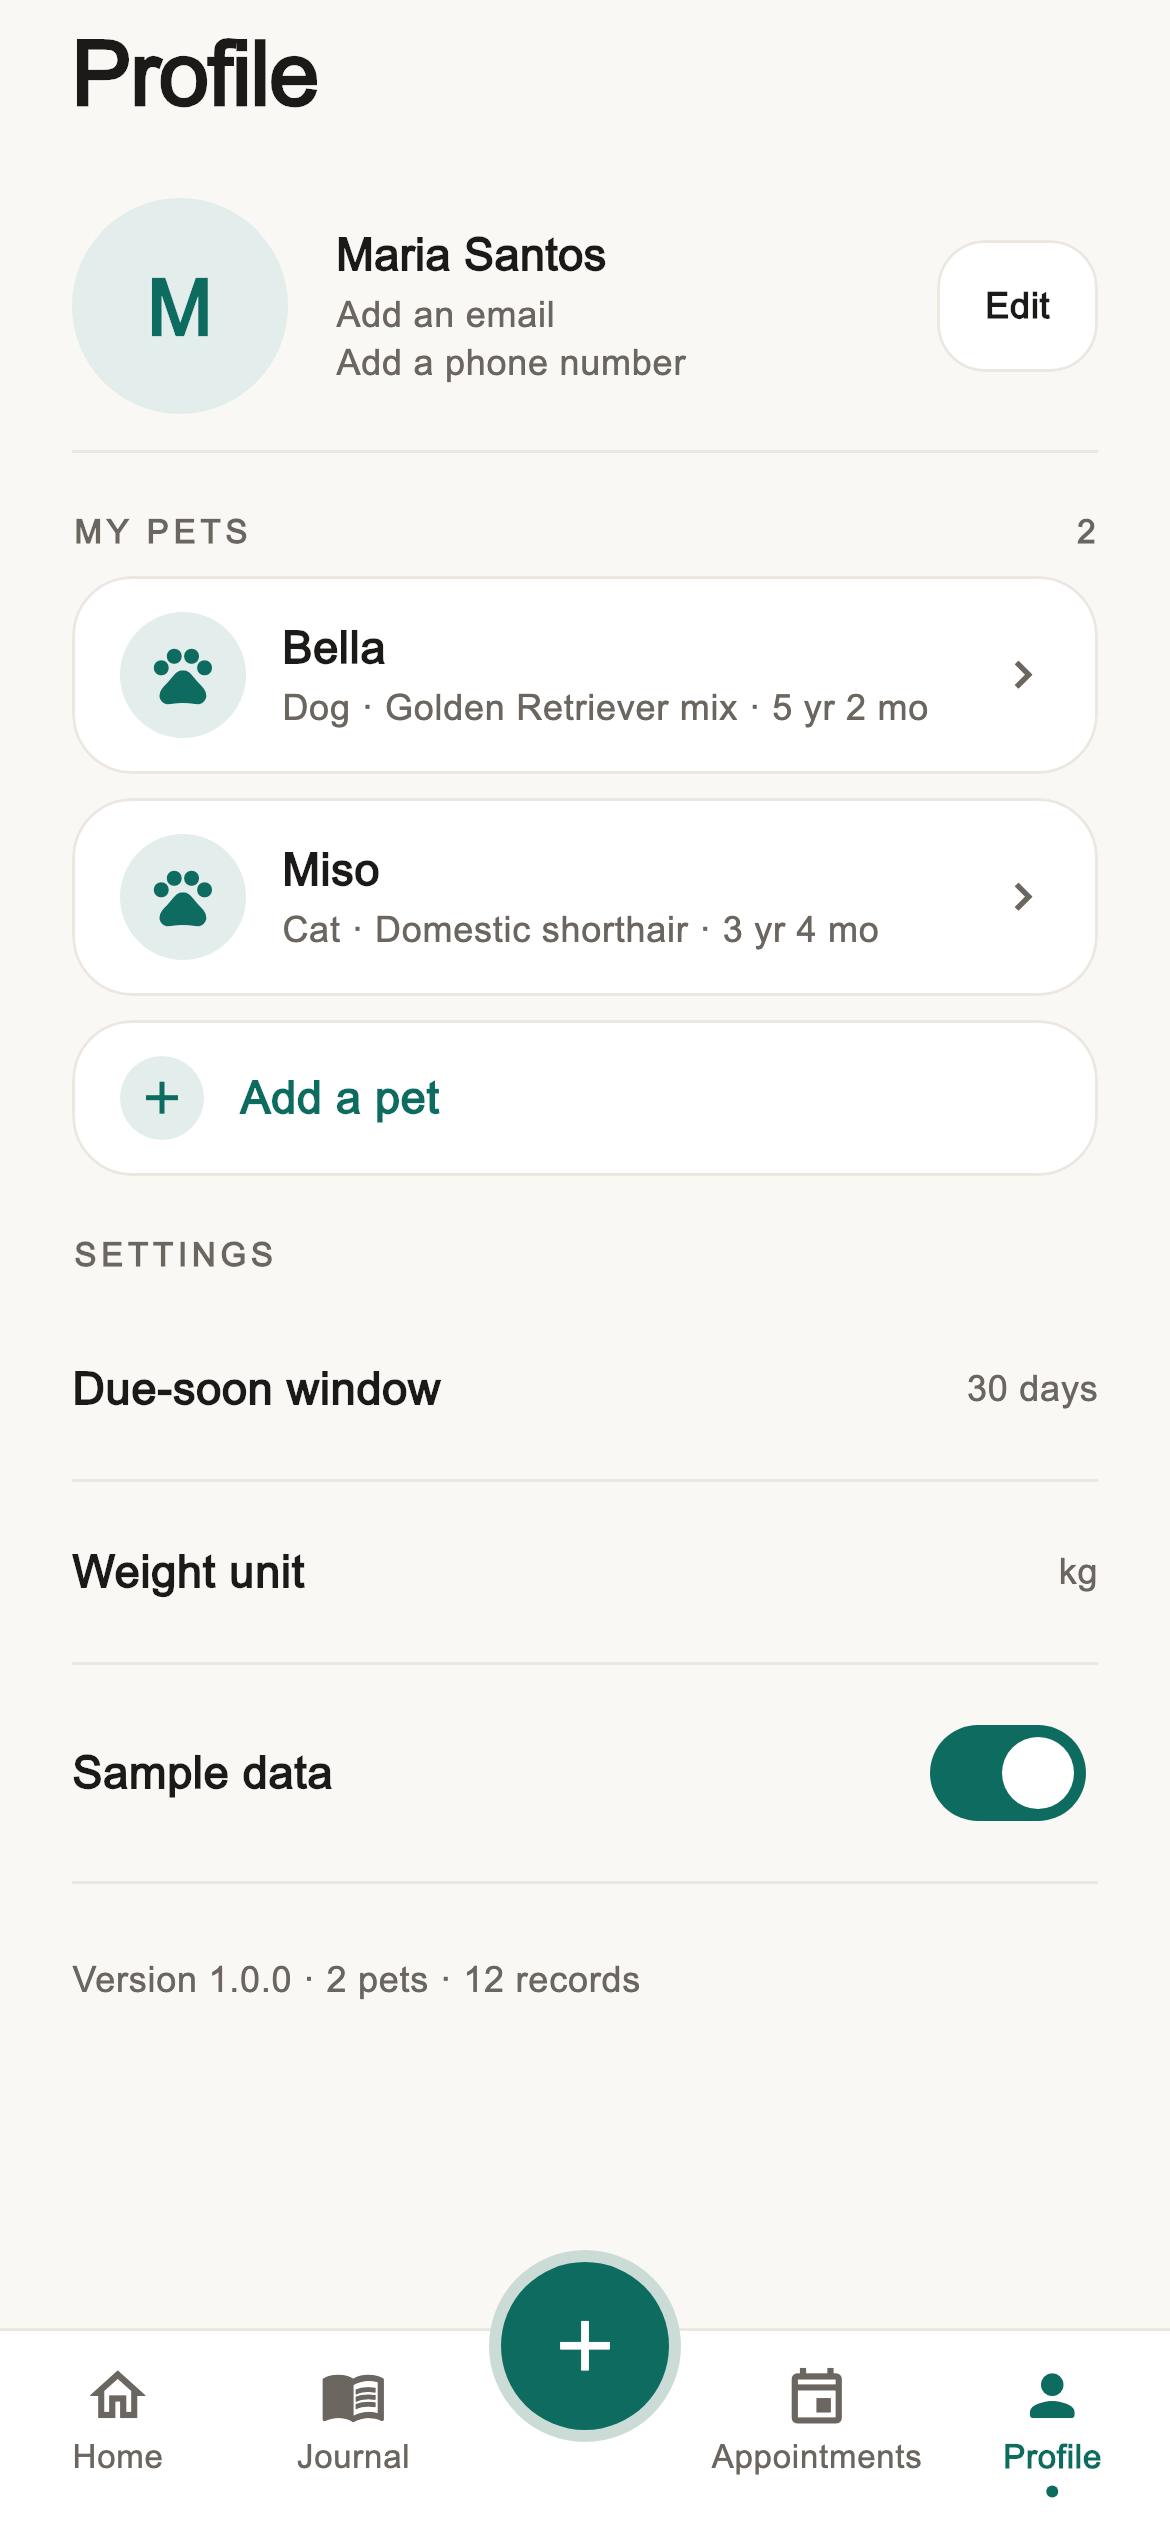 Profile
M
Maria Santos
Add an email
Add a phone number
Edit
MY PETS
2
Bella
Dog · Golden Retriever mix · 5 yr 2 mo
Miso
Cat · Domestic shorthair · 3 yr 4 mo
Add a pet
SETTINGS
Due-soon window
30 days
Weight unit
kg
Sample data
Version 1.0.0 · 2 pets · 12 records
Home
Journal
Appointments
Profile